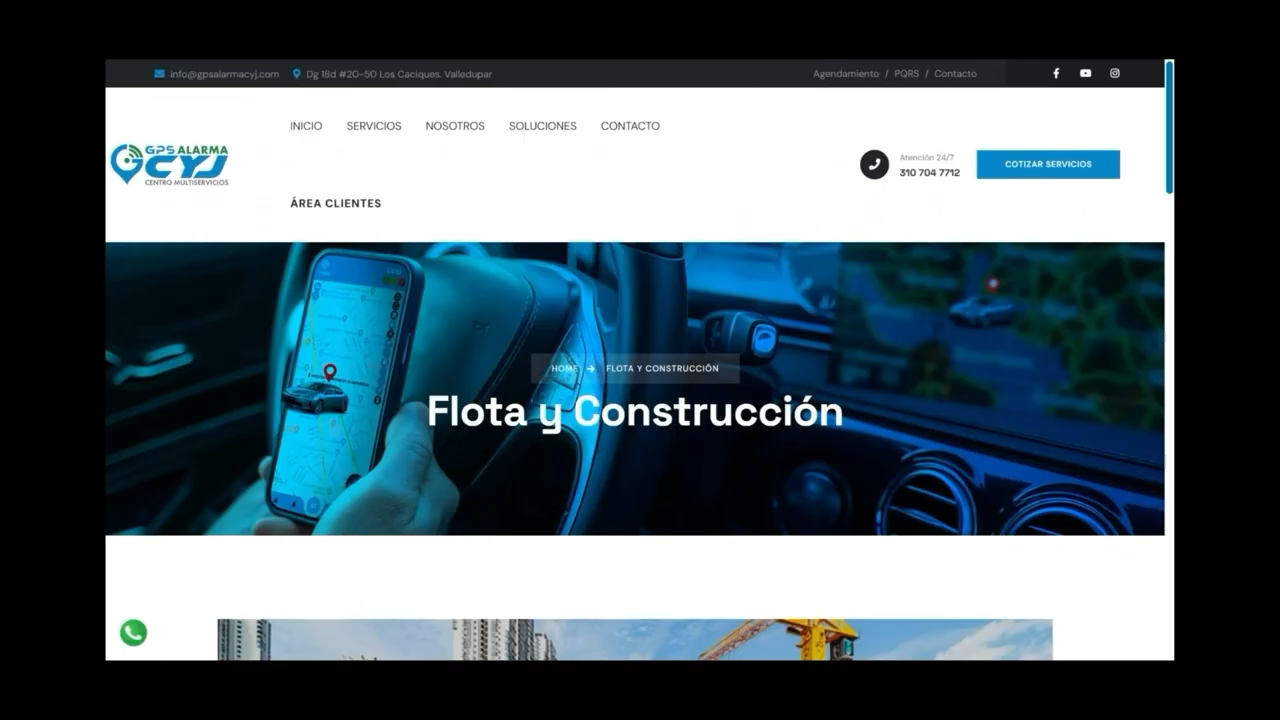 info@gpsalarmacyj.com
Dg 18d #20-50 Los Caciques. Valledupar
Agendamiento / PQRS / Contacto
INICIO
SERVICIOS
NOSOTROS
SOLUCIONES
CONTACTO
GPS ALARMA
CYJ
CENTRO MULTISERVICIOS
Atención 24/7
310 704 7712
COTIZAR SERVICIOS
ÁREA CLIENTES
HOME → FLOTA Y CONSTRUCCIÓN
Flota y Construcción